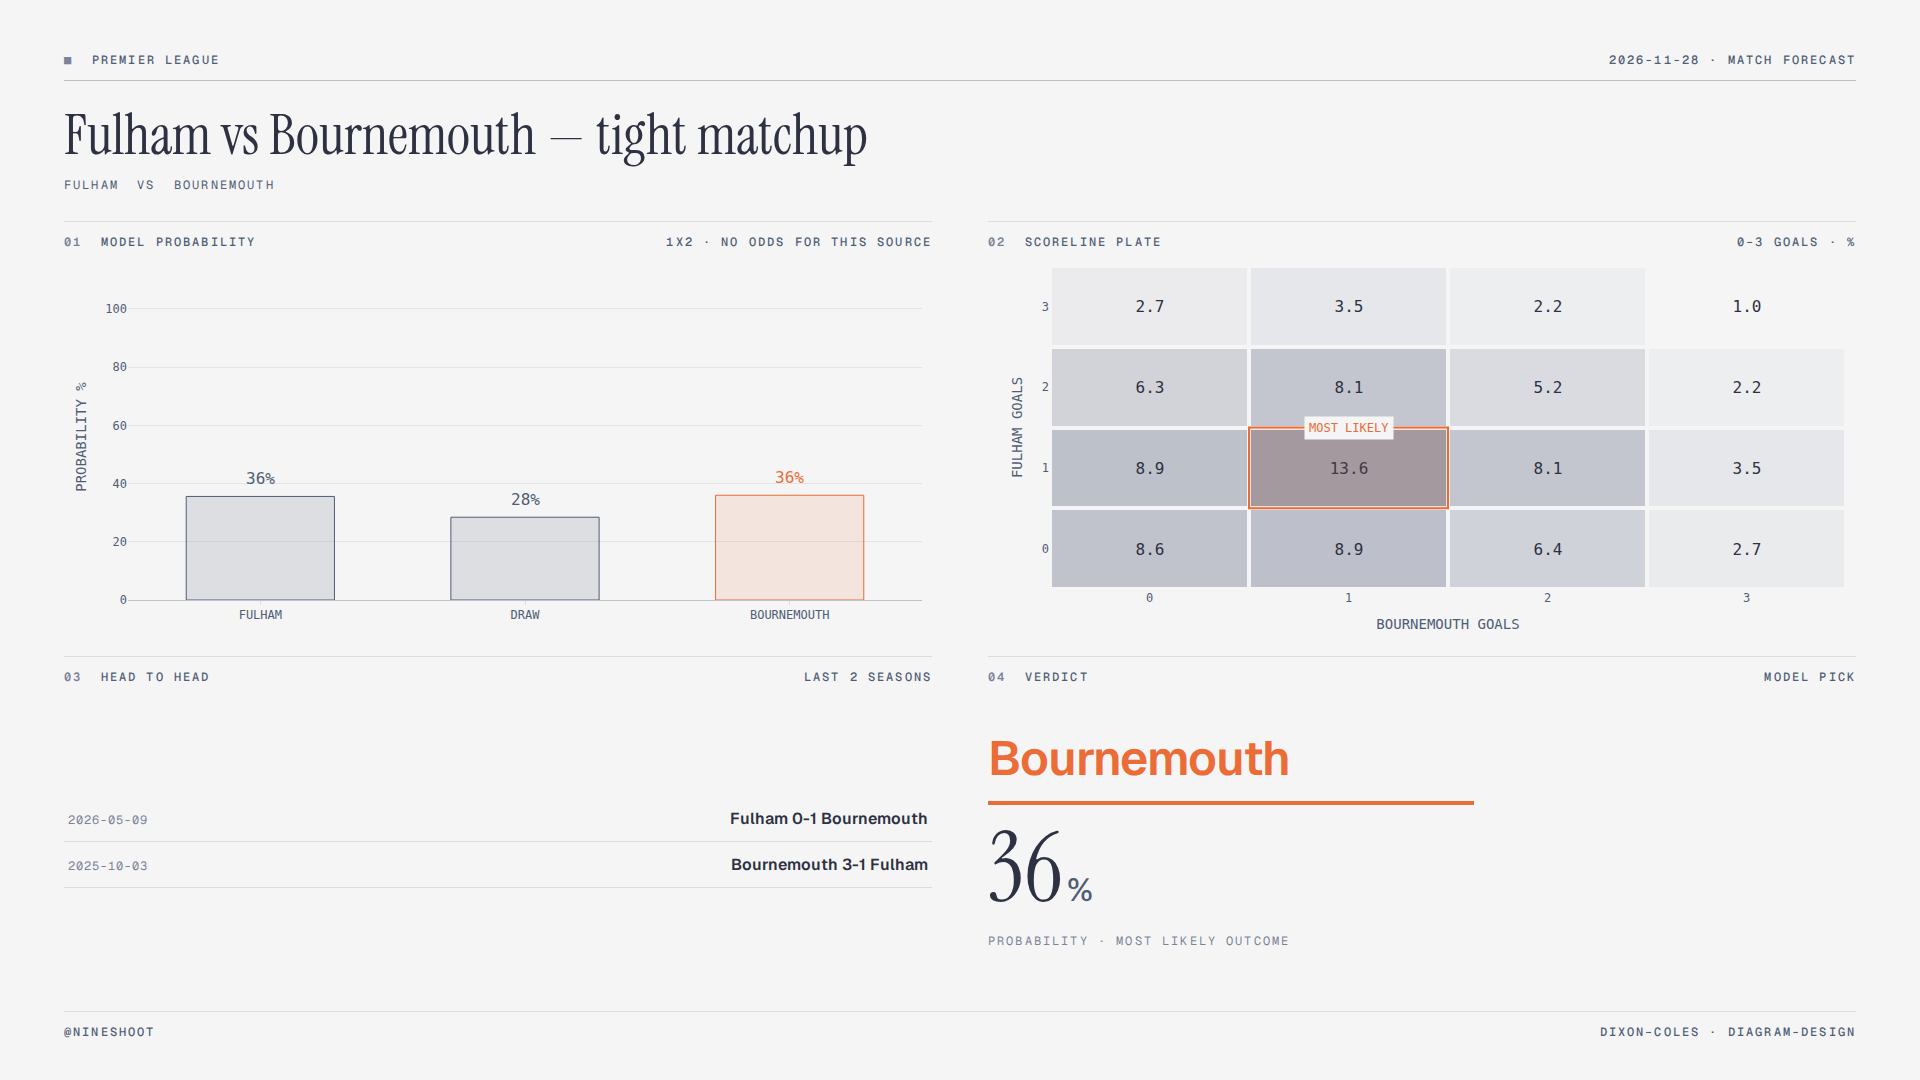 PREMIER LEAGUE
2026-11-28 · MATCH FORECAST
Fulham vs Bournemouth — tight matchup
FULHAM VS BOURNEMOUTH
01 MODEL PROBABILITY
1X2 · NO ODDS FOR THIS SOURCE
PROBABILITY %
100
80
60
40
20
0
36%
28%
36%
FULHAM
DRAW
BOURNEMOUTH
02 SCORELINE PLATE
0–3 GOALS · %
FULHAM GOALS
3 2.7 3.5 2.2 1.0
2 6.3 8.1 5.2 2.2
MOST LIKELY
1 8.9 13.6 8.1 3.5
0 8.6 8.9 6.4 2.7
0 1 2 3
BOURNEMOUTH GOALS
03 HEAD TO HEAD
LAST 2 SEASONS
2026-05-09 Fulham 0-1 Bournemouth
2025-10-03 Bournemouth 3-1 Fulham
04 VERDICT
MODEL PICK
Bournemouth
36%
PROBABILITY · MOST LIKELY OUTCOME
@NINESHOOT
DIXON-COLES · DIAGRAM-DESIGN